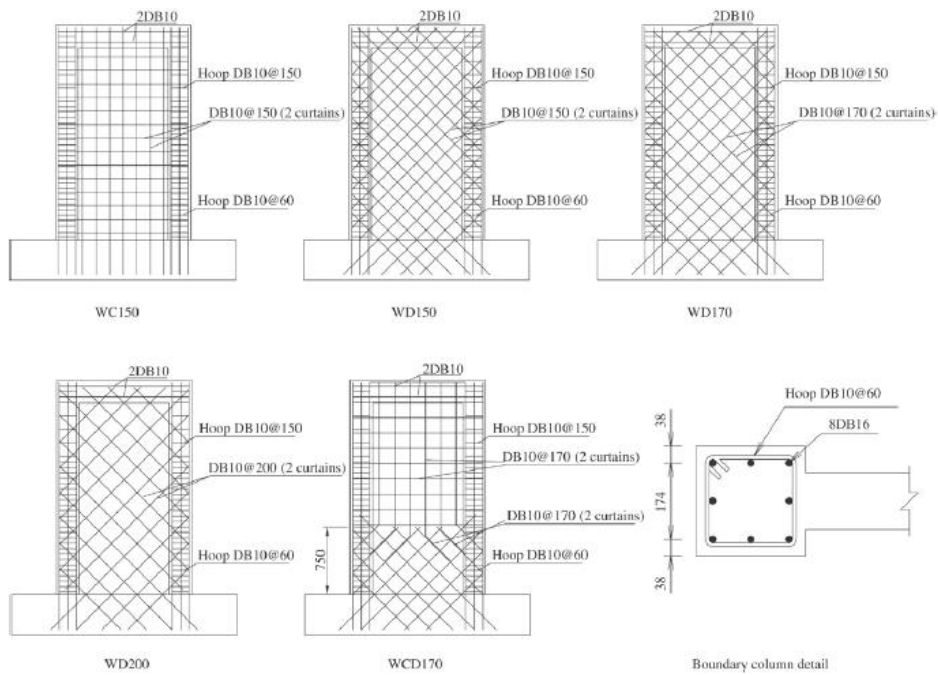 2DB10
Hoop DB10@150
DB10@150 (2 curtains)
Hoop DB10@60
WC150
2DB10
Hoop DB10@150
DB10@150 (2 curtains)
Hoop DB10@60
WD150
2DB10
Hoop DB10@150
DB10@170 (2 curtains)
Hoop DB10@60
WD170
2DB10
Hoop DB10@150
DB10@200 (2 curtains)
Hoop DB10@60
WD200
2DB10
Hoop DB10@150
DB10@170 (2 curtains)
DB10@170 (2 curtains)
Hoop DB10@60
750
WCD170
Hoop DB10@60
8DB16
38
174
38
Boundary column detail